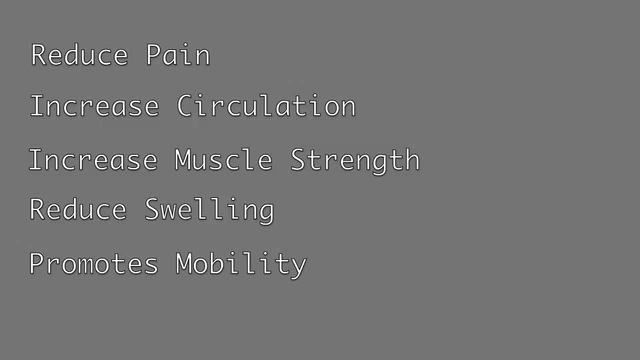 Reduce Pain
Increase Circulation
Increase Muscle Strength
Reduce Swelling
Promotes Mobility